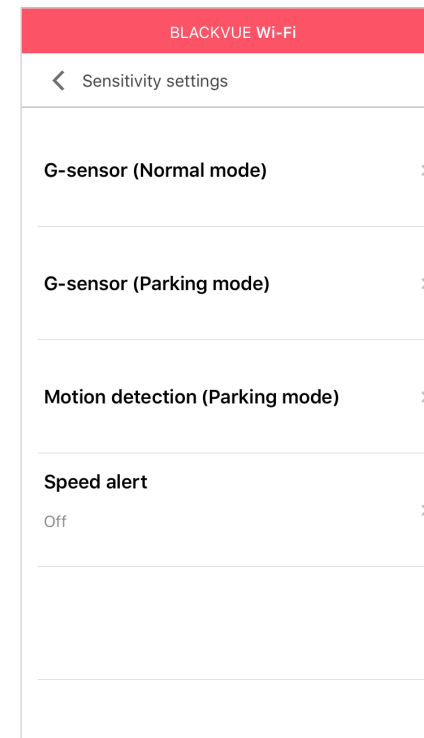 BLACKVUE Wi-Fi
Sensitivity settings
G-sensor (Normal mode)
G-sensor (Parking mode)
Motion detection (Parking mode)
Speed alert
Off